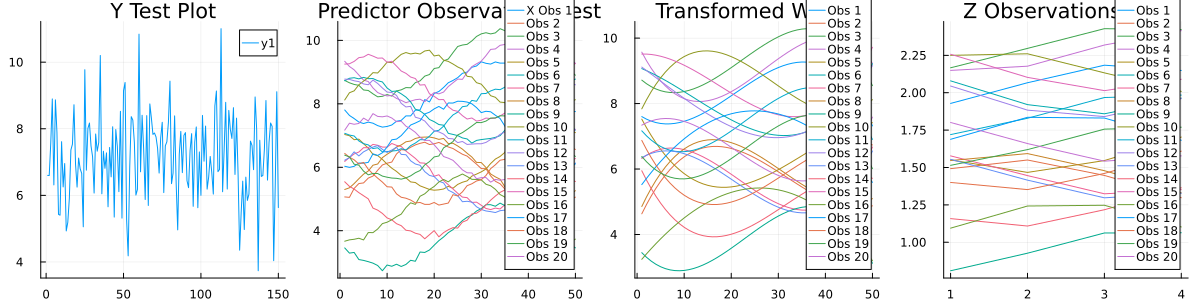 Y Test Plot
y1
10
8
6
4
0
50
100
150
Predictor Observa
est
X Obs 1
Obs 2
Obs 3
Obs 4
Obs 5
Obs 6
Obs 7
Obs 8
Obs 9
Obs 10
Obs 11
Obs 12
Obs 13
Obs 14
Obs 15
Obs 16
Obs 17
Obs 18
Obs 19
Obs 20
10
8
6
4
0
10
20
30
40
50
Transformed W
Obs 1
Obs 2
Obs 3
Obs 4
Obs 5
Obs 6
Obs 7
Obs 8
Obs 9
Obs 10
Obs 11
Obs 12
Obs 13
Obs 14
Obs 15
Obs 16
Obs 17
Obs 18
Obs 19
Obs 20
10
8
6
4
0
10
20
30
40
50
Z Observations
Obs 1
Obs 2
Obs 3
Obs 4
Obs 5
Obs 6
Obs 7
Obs 8
Obs 9
Obs 10
Obs 11
Obs 12
Obs 13
Obs 14
Obs 15
Obs 16
Obs 17
Obs 18
Obs 19
Obs 20
2.25
2.00
1.75
1.50
1.25
1.00
1
2
3
4